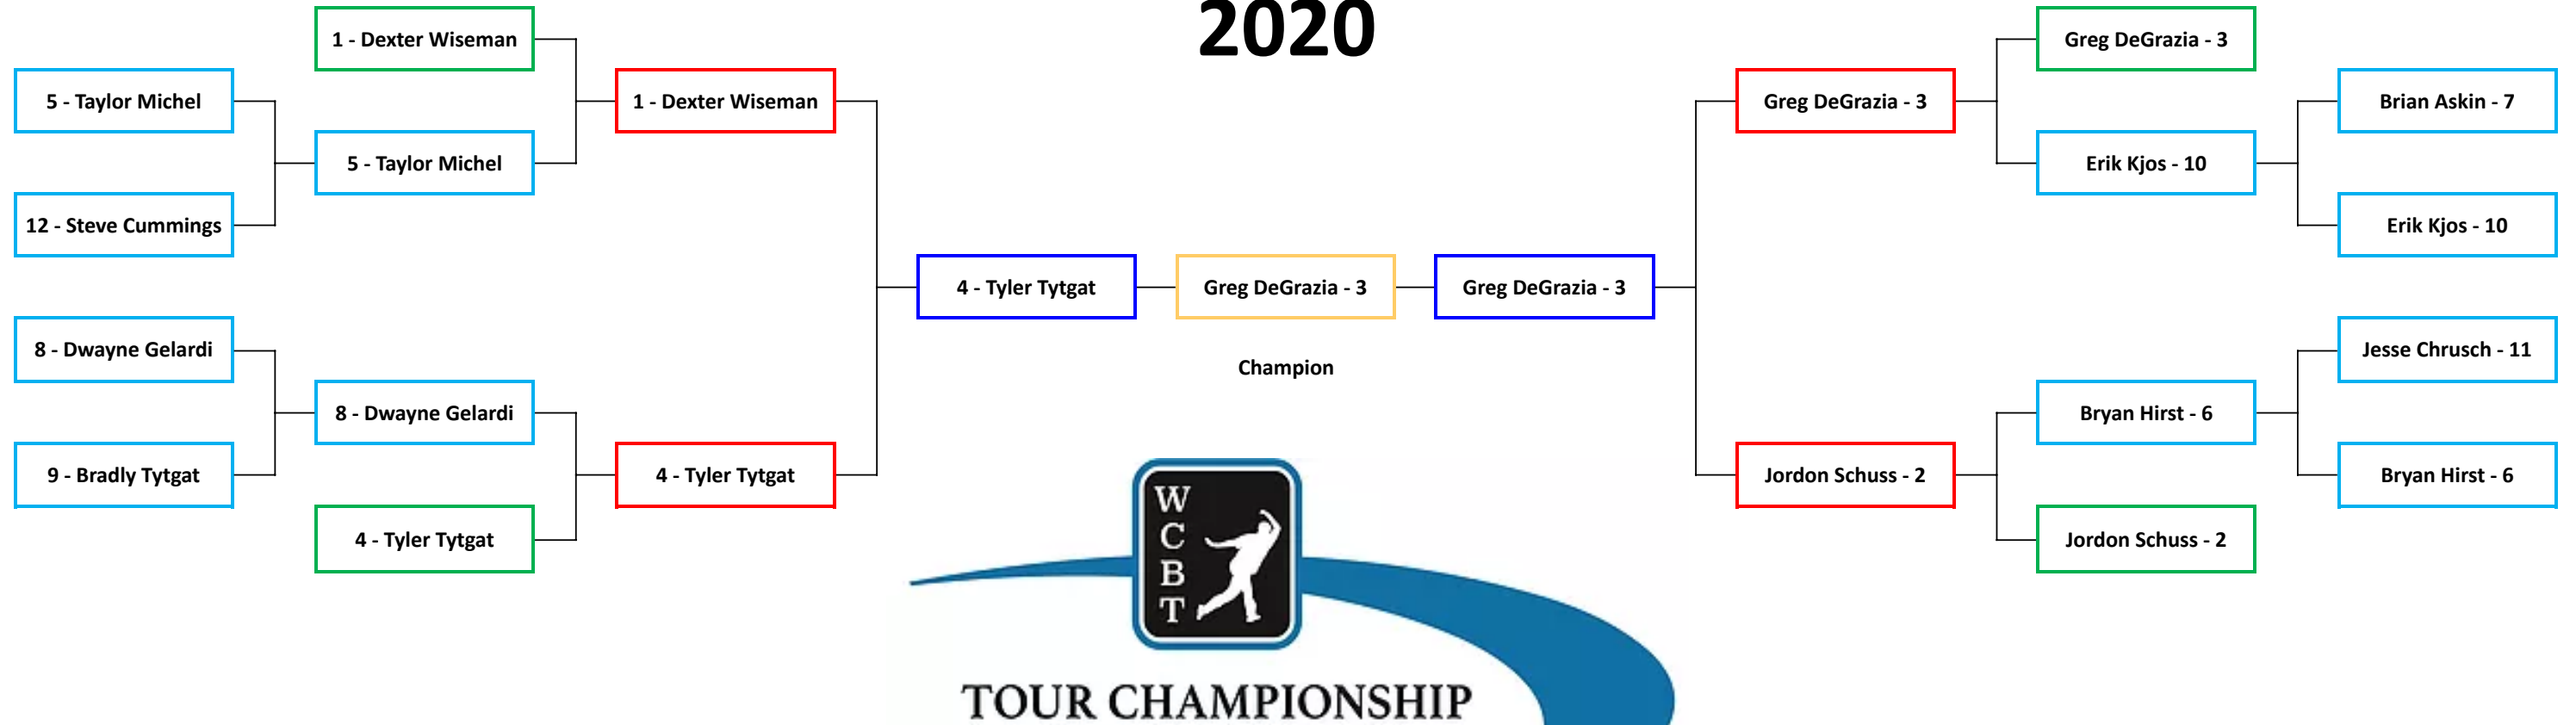 2020
1 - Dexter Wiseman
5 - Taylor Michel
1 - Dexter Wiseman
5 - Taylor Michel
12 - Steve Cummings
8 - Dwayne Gelardi
8 - Dwayne Gelardi
9 - Bradly Tytgat
4 - Tyler Tytgat
4 - Tyler Tytgat
4 - Tyler Tytgat
Greg DeGrazia - 3
Champion
Greg DeGrazia - 3
Greg DeGrazia - 3
Greg DeGrazia - 3
Brian Askin - 7
Erik Kjos - 10
Erik Kjos - 10
Jesse Chrusch - 11
Bryan Hirst - 6
Jordon Schuss - 2
Bryan Hirst - 6
Jordon Schuss - 2
W
C
B
T
TOUR CHAMPIONSHIP